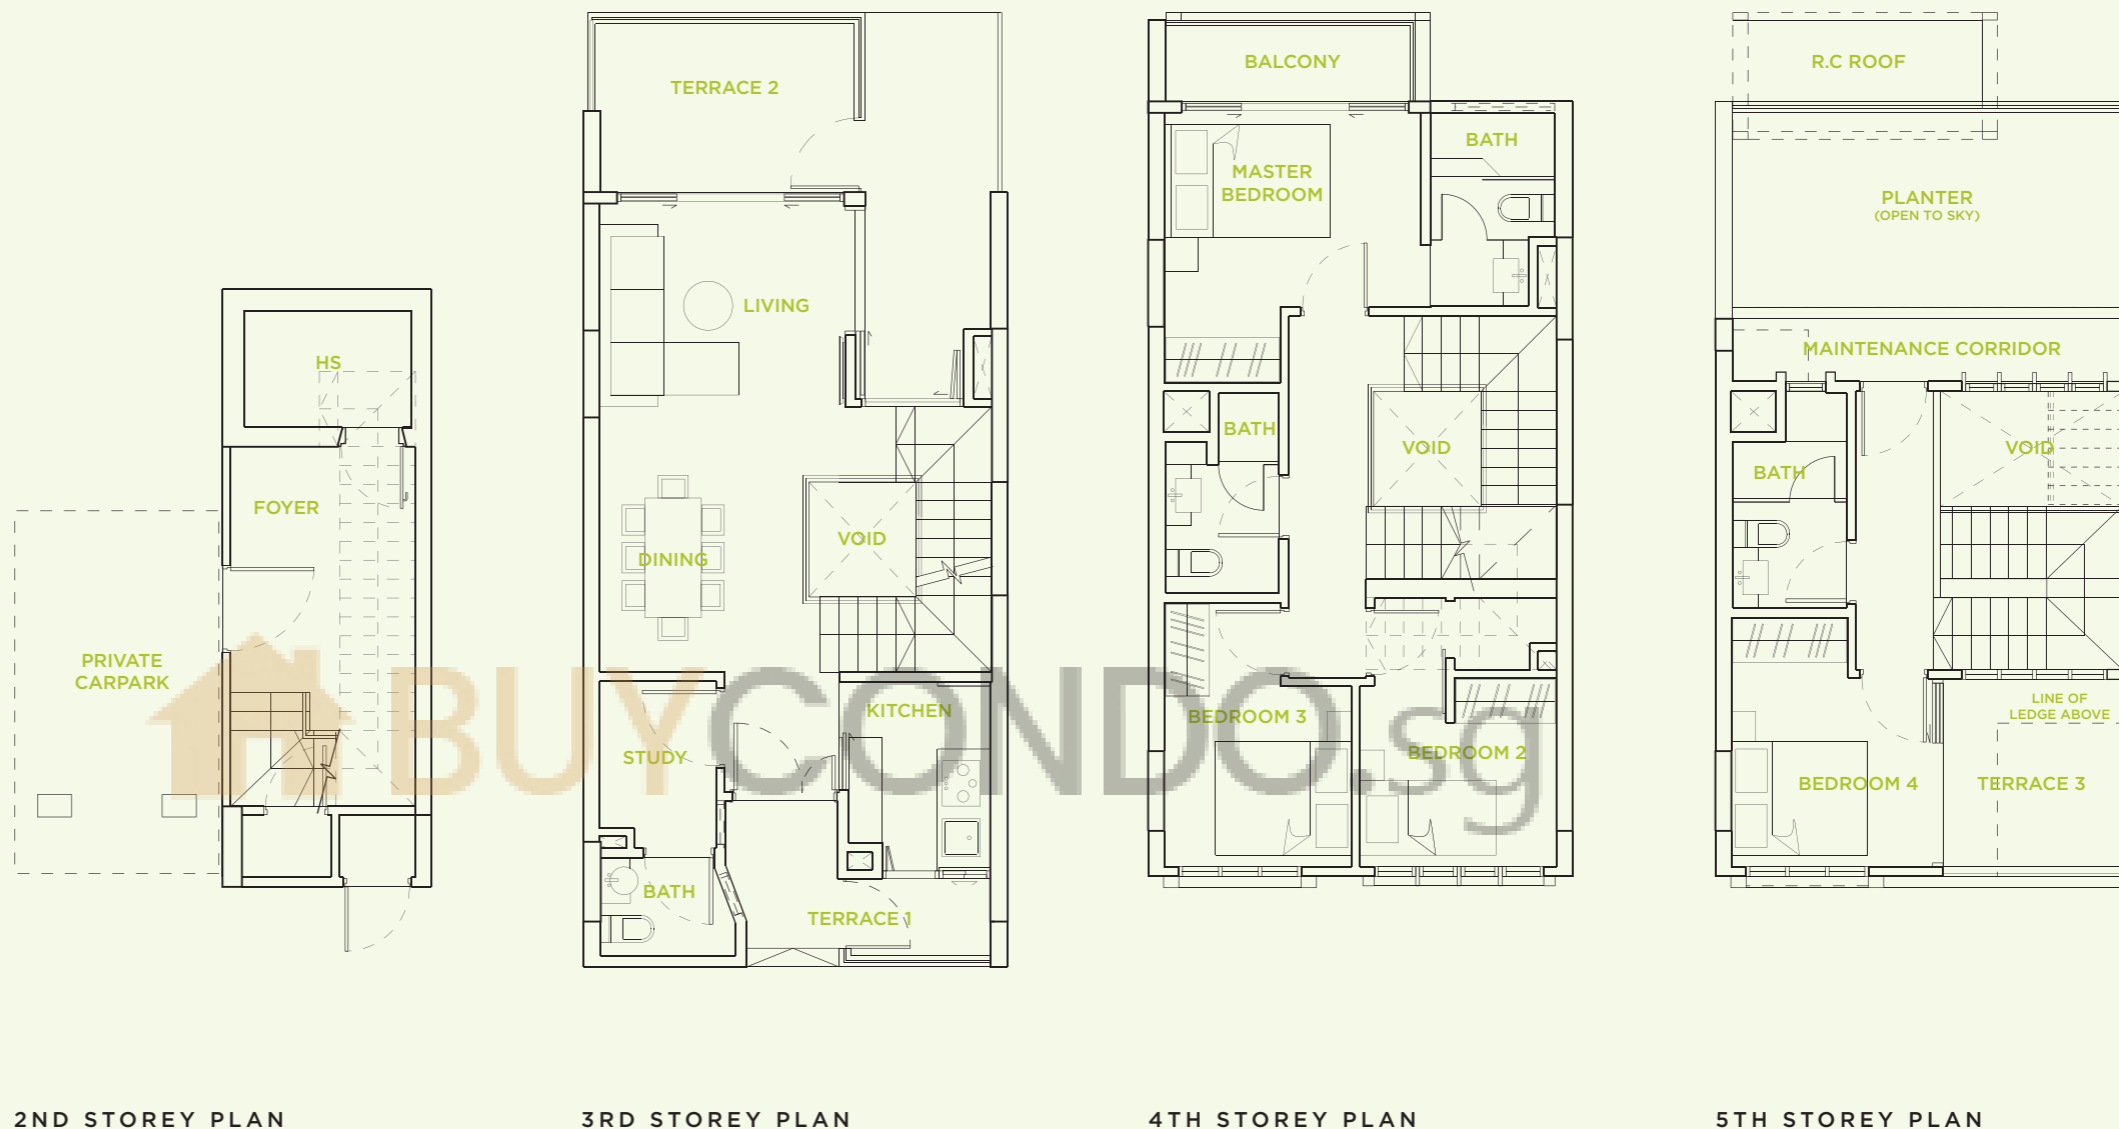 HS
FOYER
PRIVATE
CARPARK
2ND STOREY PLAN
TERRACE 2
LIVING
VOID
DINING
KITCHEN
STUDY
BATH
TERRACE 1
3RD STOREY PLAN
BALCONY
BATH
MASTER
BEDROOM
BATH
VOID
BEDROOM 3
BEDROOM 2
4TH STOREY PLAN
R.C ROOF
PLANTER
(OPEN TO SKY)
MAINTENANCE CORRIDOR
VOID
BATH
LINE OF
LEDGE ABOVE
BEDROOM 4
TERRACE 3
5TH STOREY PLAN
BUYCONDO.sg